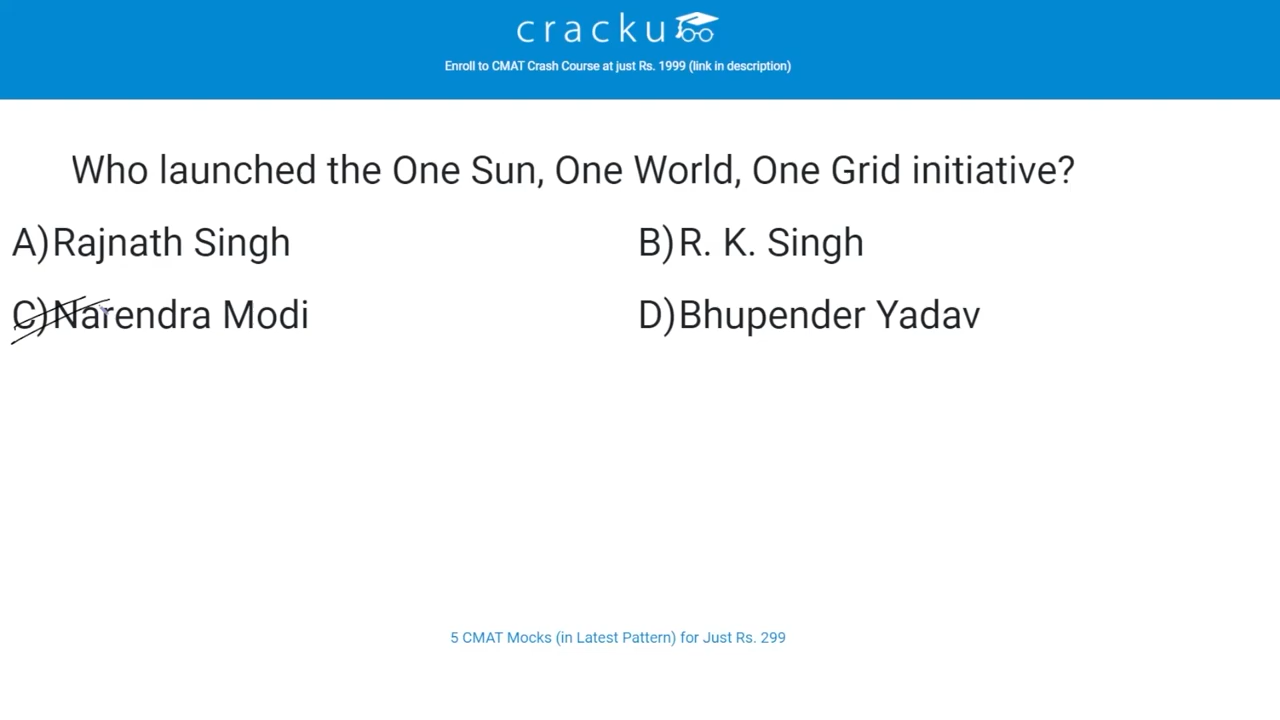 cracku
Enroll to CMAT Crash Course at just Rs. 1999 (link in description)
Who launched the One Sun, One World, One Grid initiative?
A)Rajnath Singh
B)R. K. Singh
C)Narendra Modi
D)Bhupender Yadav
5 CMAT Mocks (in Latest Pattern) for Just Rs. 299